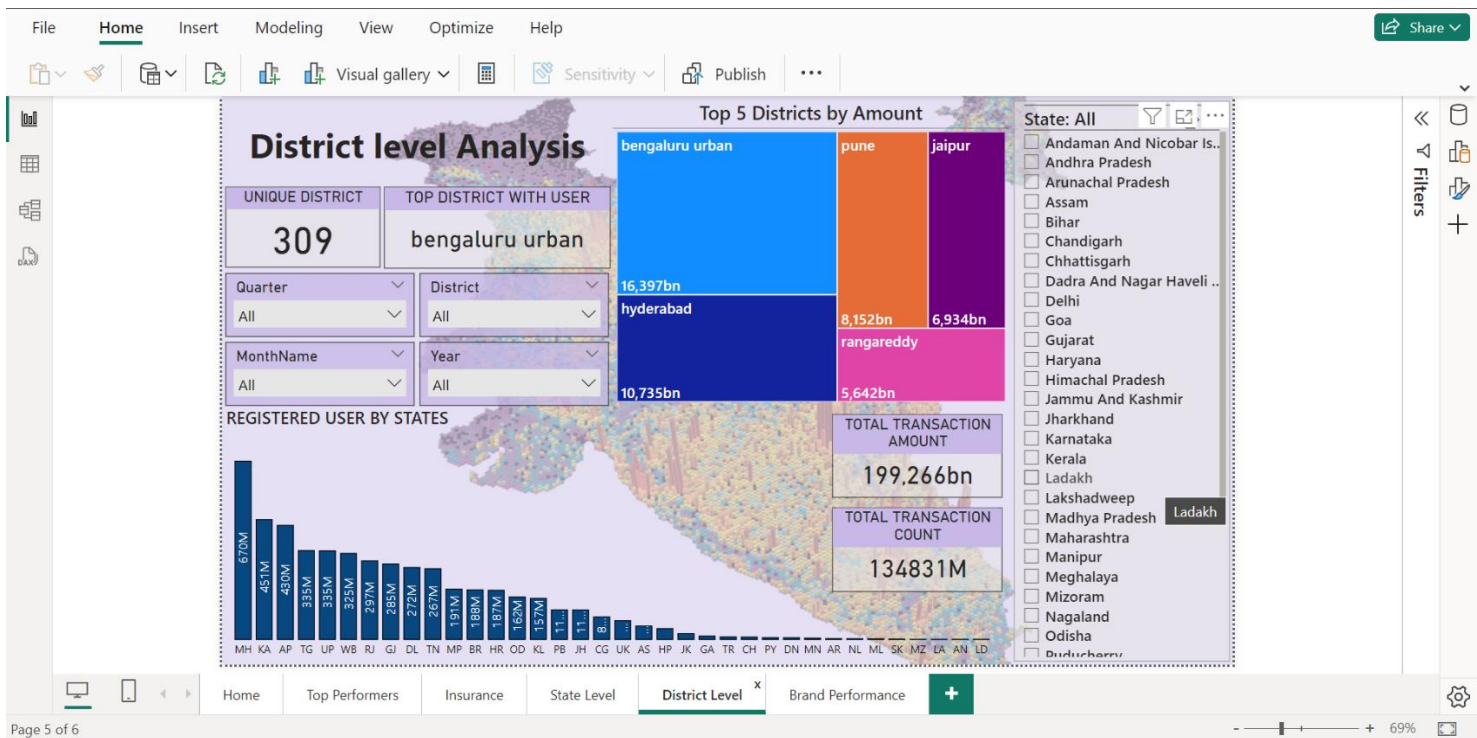 File Home Insert Modeling View Optimize Help Share
Visual gallery Sensitivity Publish ...
District level Analysis
UNIQUE DISTRICT
309
TOP DISTRICT WITH USER
bengaluru urban
Quarter
All
District
All
MonthName
All
Year
All
Top 5 Districts by Amount
bengaluru urban
16,397bn
hyderabad
10,735bn
pune
8,152bn
jaipur
6,934bn
rangareddy
5,642bn
REGISTERED USER BY STATES
670M 451M 430M 335M 335M 325M 297M 285M 272M 267M 191M 188M 187M 162M 157M 11... 11... 8... ...
MH KA AP TG UP WB RJ GJ DL TN MP BR HR OD KL PB JH CG UK AS HP JK GA TR CH PY DN MN AR NL ML SK MZ LA AN LD
TOTAL TRANSACTION
AMOUNT
199,266bn
TOTAL TRANSACTION
COUNT
134831M
State: All
Andaman And Nicobar Is..
Andhra Pradesh
Arunachal Pradesh
Assam
Bihar
Chandigarh
Chhattisgarh
Dadra And Nagar Haveli ..
Delhi
Goa
Gujarat
Haryana
Himachal Pradesh
Jammu And Kashmir
Jharkhand
Karnataka
Kerala
Ladakh
Lakshadweep
Madhya Pradesh
Ladakh
Maharashtra
Manipur
Meghalaya
Mizoram
Nagaland
Odisha
Puducherry
Filters
DAX
Home Top Performers Insurance State Level District Level x Brand Performance +
Page 5 of 6
- + 69%